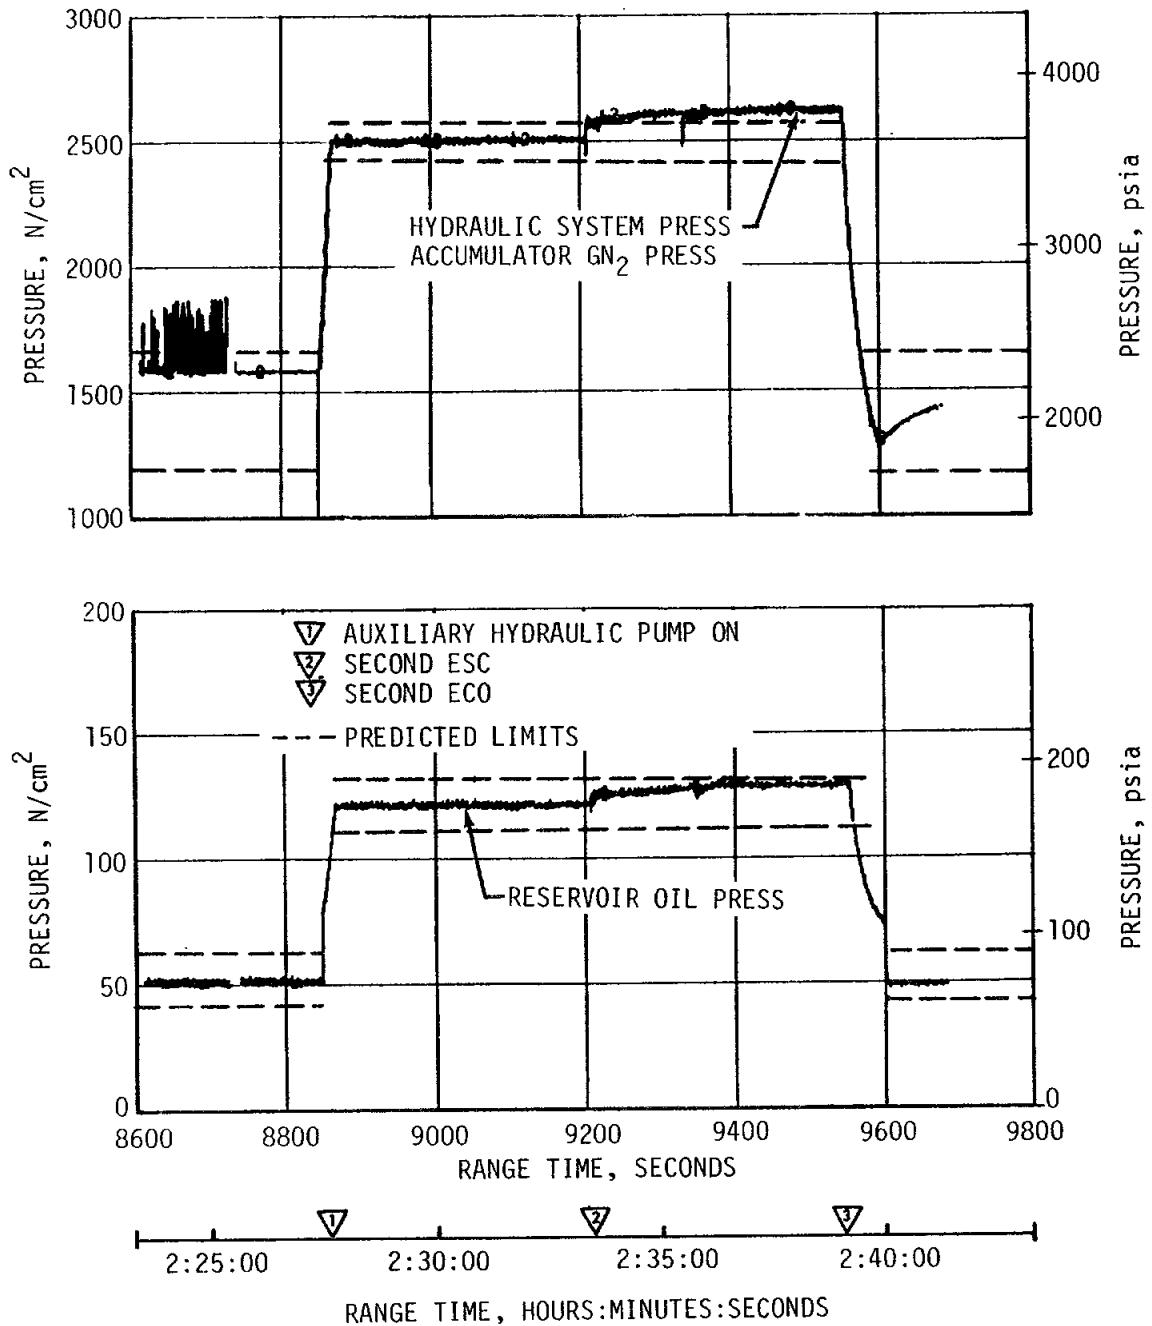 3000
2500
2000
1500
1000
PRESSURE, N/cm2
4000
3000
2000
PRESSURE, psia
HYDRAULIC SYSTEM PRESS
ACCUMULATOR GN2 PRESS
200
150
100
50
0
PRESSURE, N/cm2
200
100
0
PRESSURE, psia
1 AUXILIARY HYDRAULIC PUMP ON
2 SECOND ESC
3 SECOND ECO
--- PREDICTED LIMITS
RESERVOIR OIL PRESS
8600 8800 9000 9200 9400 9600 9800
RANGE TIME, SECONDS
1 2 3
2:25:00 2:30:00 2:35:00 2:40:00
RANGE TIME, HOURS:MINUTES:SECONDS